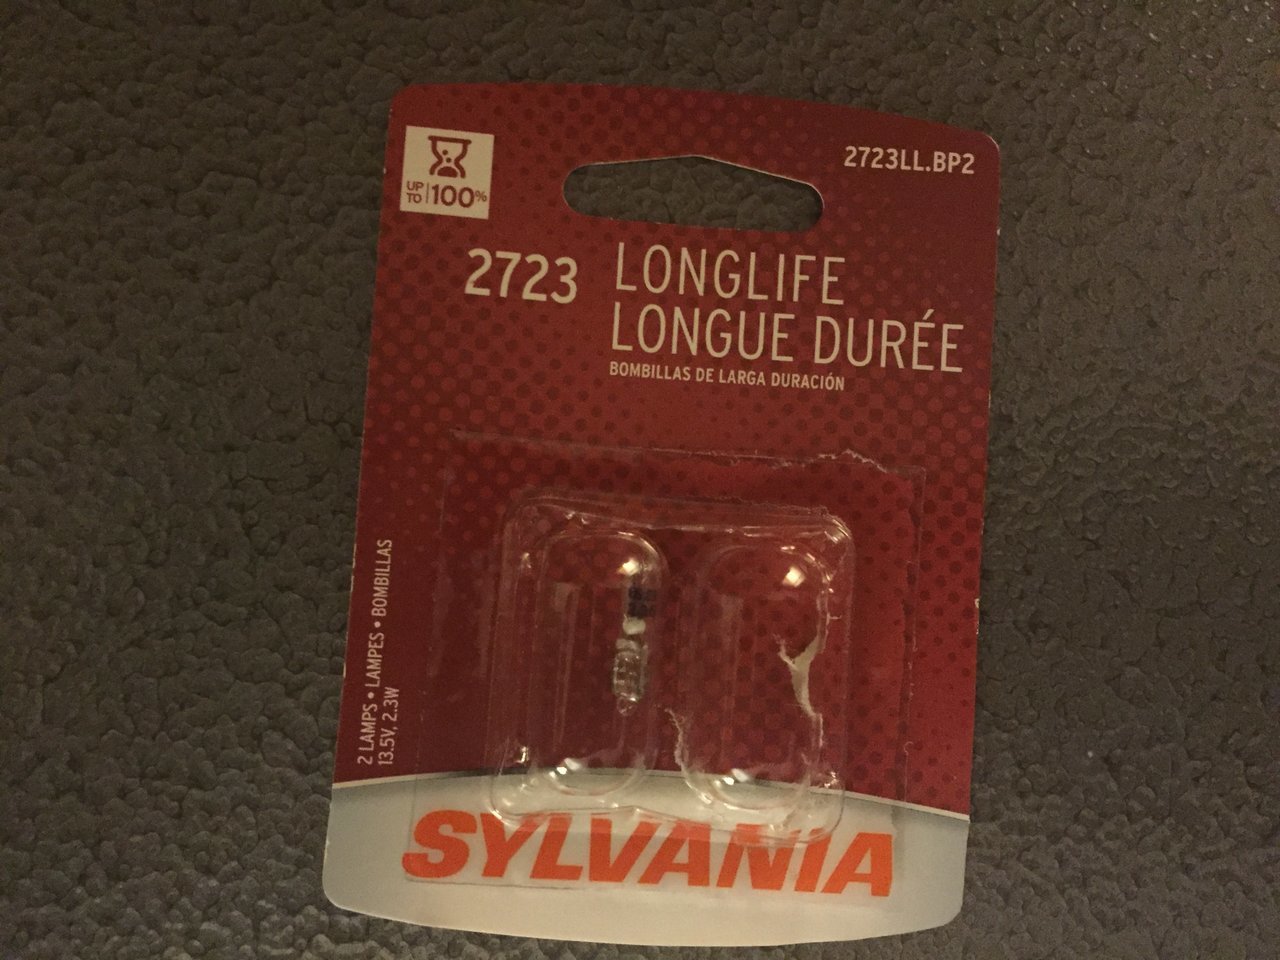 2723LL.BP2
UP TO 100%
2723
LONGLIFE
LONGUE DURÉE
BOMBILLAS DE LARGA DURACIÓN
2 LAMPS • LAMPES • BOMBILLAS
13.5V, 2.3W
SYLVANIA